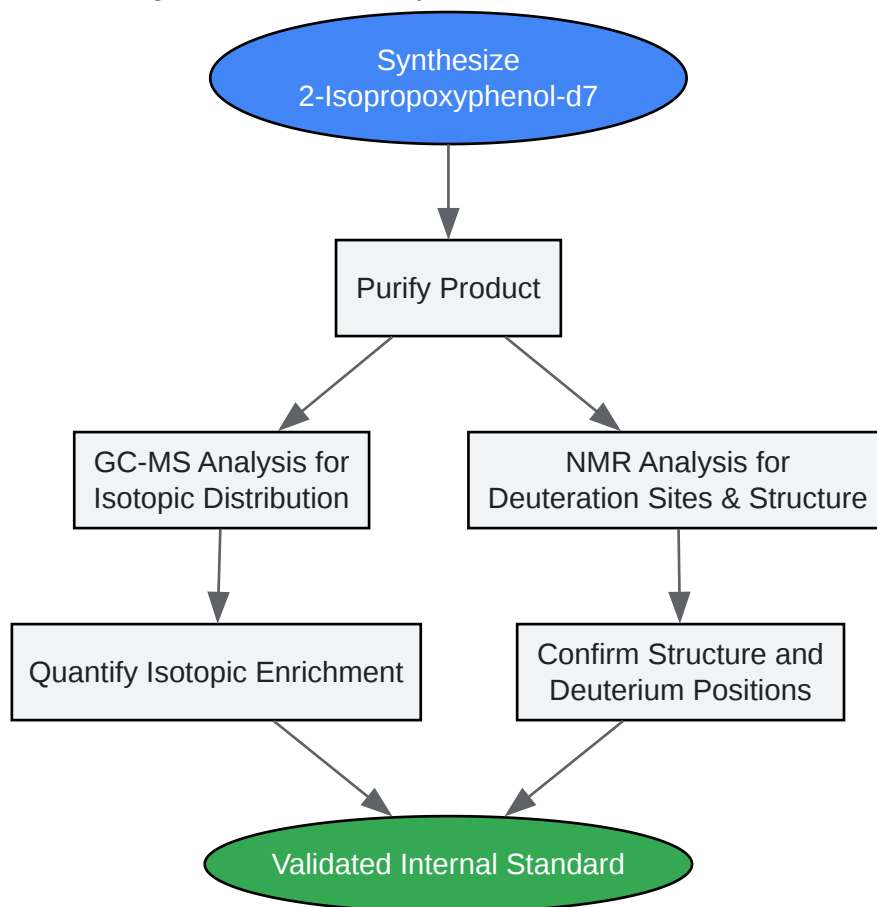 Synthesize
2-Isopropoxyphenol-d7
Purify Product
GC-MS Analysis for
Isotopic Distribution
NMR Analysis for
Deuteration Sites & Structure
Quantify Isotopic Enrichment
Confirm Structure and
Deuterium Positions
Validated Internal Standard